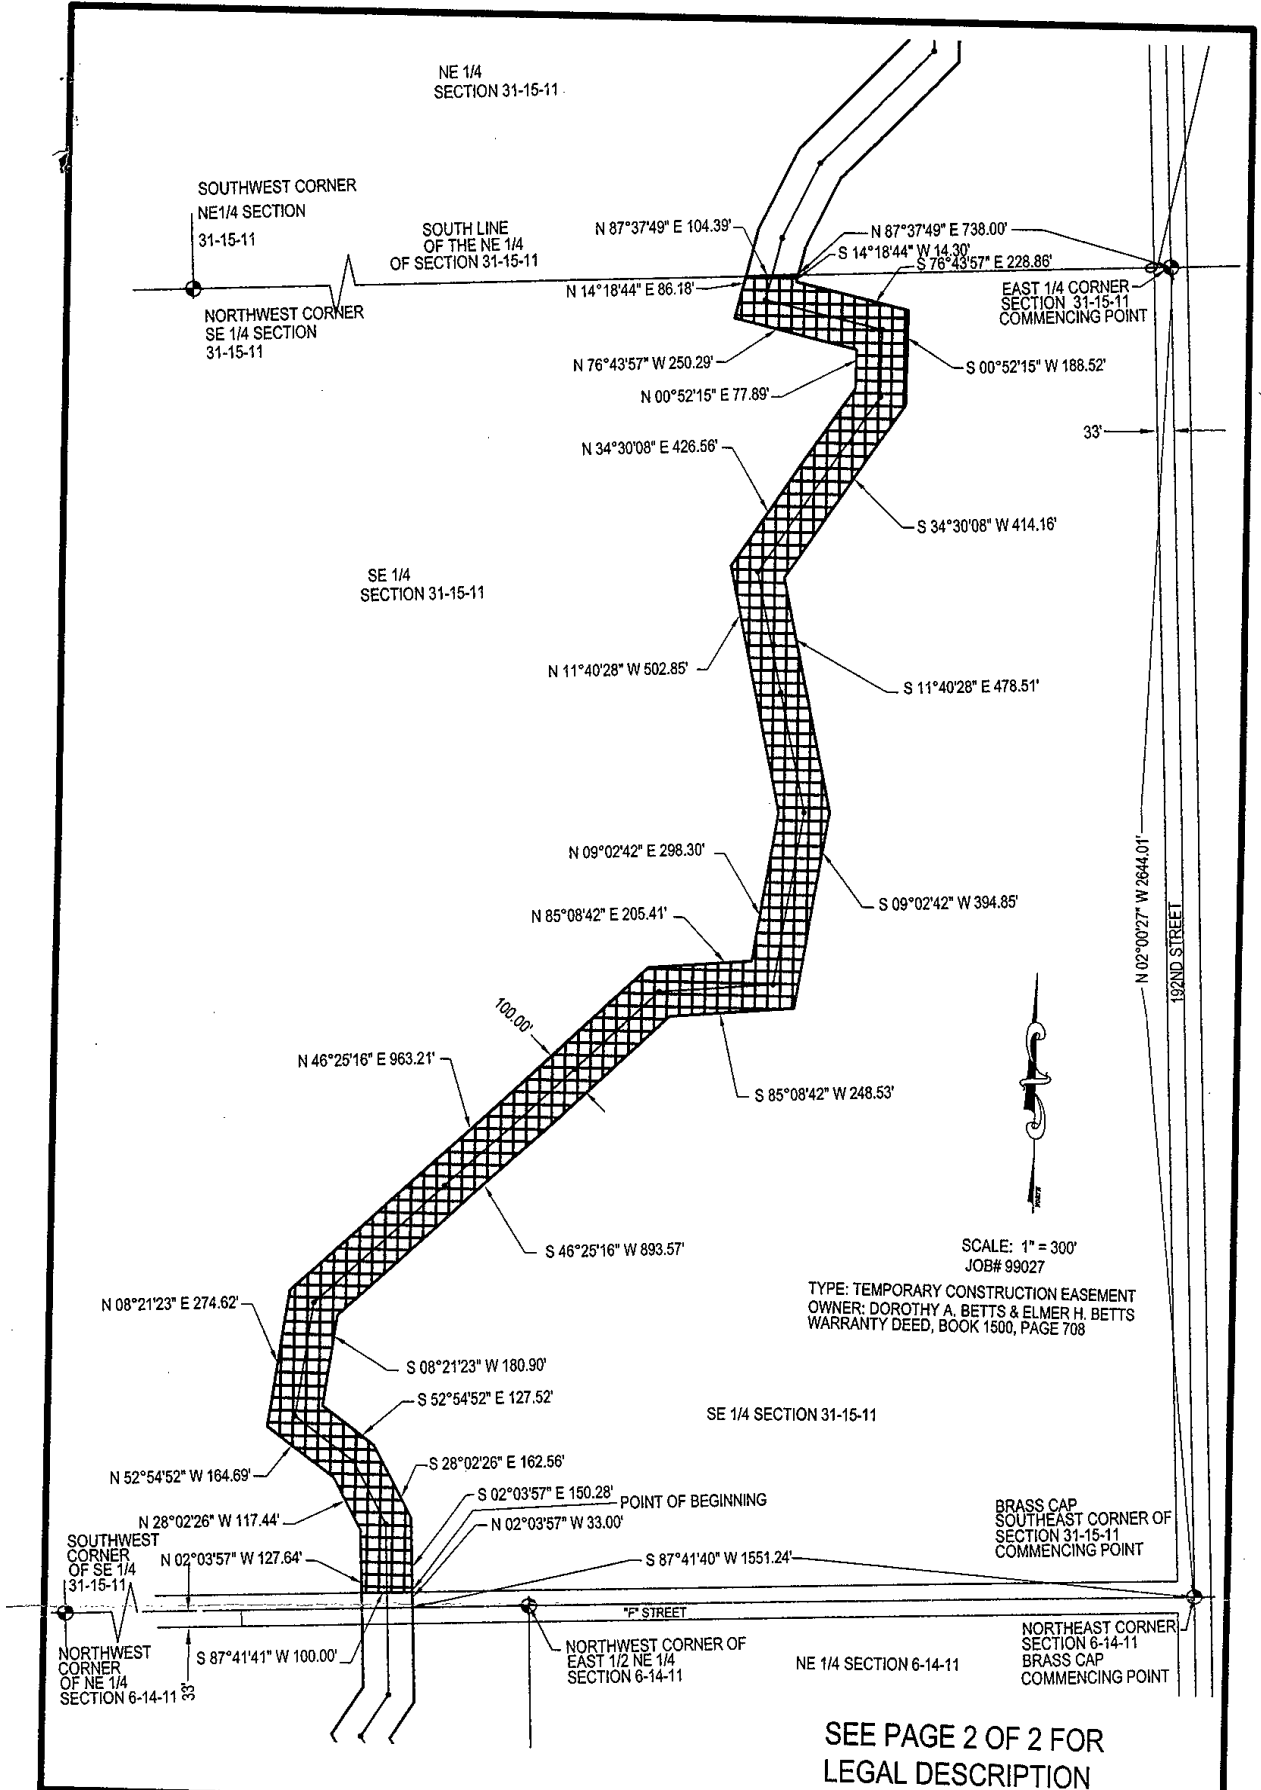 NE 1/4
SECTION 31-15-11
SOUTHWEST CORNER
NE1/4 SECTION
31-15-11
SOUTH LINE
OF THE NE 1/4
OF SECTION 31-15-11
N 87°37'49" E 104.39'
N 87°37'49" E 738.00'
S 14°18'44" W 14.30'
S 76°43'57" E 228.86'
N 14°18'44" E 86.18'
EAST 1/4 CORNER
SECTION 31-15-11
COMMENCING POINT
NORTHWEST CORNER
SE 1/4 SECTION
31-15-11
N 76°43'57" W 250.29'
S 00°52'15" W 188.52'
N 00°52'15" E 77.89'
33'
N 34°30'08" E 426.56'
S 34°30'08" W 414.16'
SE 1/4
SECTION 31-15-11
N 11°40'28" W 502.85'
S 11°40'28" E 478.51'
N 09°02'42" E 298.30'
S 09°02'42" W 394.85'
N 85°08'42" E 205.41'
N 02°00'27" W 2644.01'
192ND STREET
100.00'
N 46°25'16" E 963.21'
S 85°08'42" W 248.53'
NORTH
S 46°25'16" W 893.57'
SCALE: 1" = 300'
JOB# 99027
TYPE: TEMPORARY CONSTRUCTION EASEMENT
OWNER: DOROTHY A. BETTS & ELMER H. BETTS
WARRANTY DEED, BOOK 1500, PAGE 708
N 08°21'23" E 274.62'
S 08°21'23" W 180.90'
S 52°54'52" E 127.52'
SE 1/4 SECTION 31-15-11
N 52°54'52" W 164.69'
S 28°02'26" E 162.56'
S 02°03'57" E 150.28'
POINT OF BEGINNING
N 28°02'26" W 117.44'
N 02°03'57" W 33.00'
BRASS CAP
SOUTHEAST CORNER OF
SECTION 31-15-11
COMMENCING POINT
SOUTHWEST
CORNER
OF SE 1/4
31-15-11
N 02°03'57" W 127.64'
S 87°41'40" W 1551.24'
"F" STREET
NORTHWEST
CORNER
OF NE 1/4
SECTION 6-14-11
33'
S 87°41'41" W 100.00'
NORTHWEST CORNER OF
EAST 1/2 NE 1/4
SECTION 6-14-11
NE 1/4 SECTION 6-14-11
NORTHEAST CORNER
SECTION 6-14-11
BRASS CAP
COMMENCING POINT
SEE PAGE 2 OF 2 FOR
LEGAL DESCRIPTION